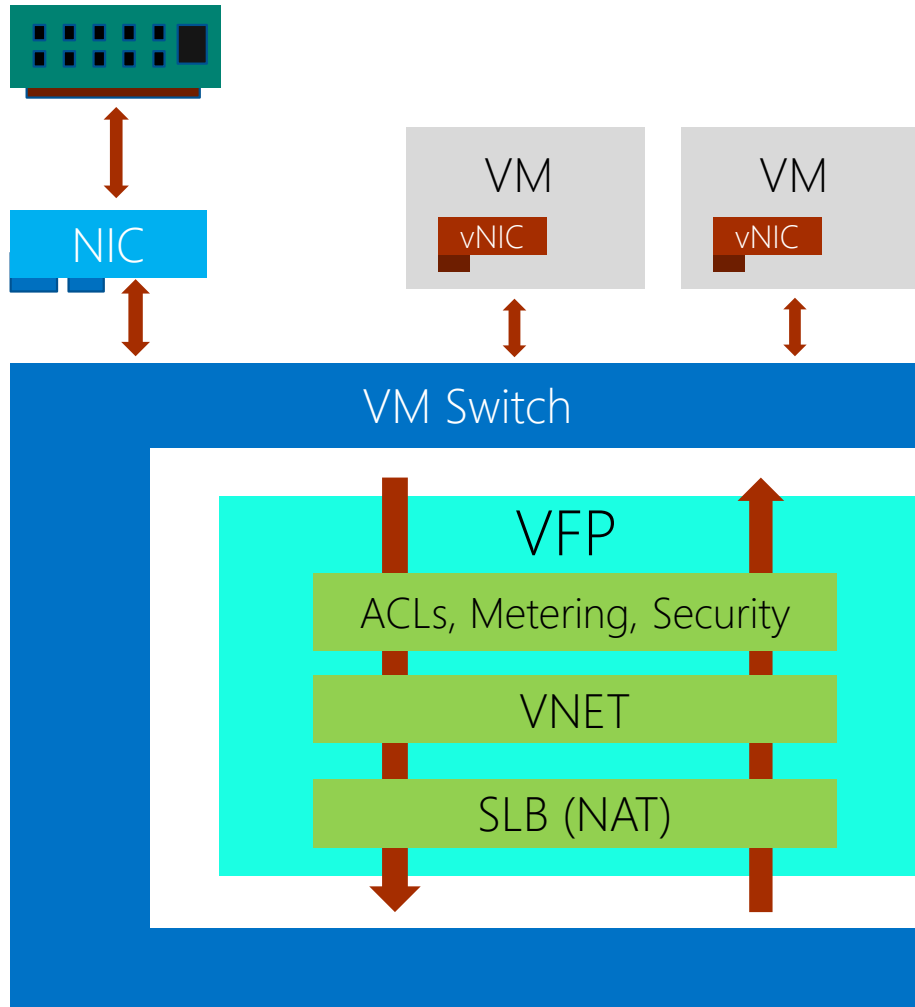 NIC
VM
vNIC
VM
vNIC
VM Switch
VFP
ACLs, Metering, Security
VNET
SLB (NAT)